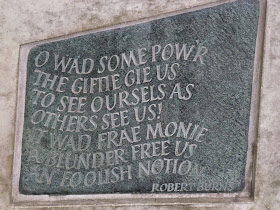 O WAD SOME POW'R
THE GIFTIE GIE US
TO SEE OURSELS AS
OTHERS SEE US!
IT WAD FRAE MONIE
A BLUNDER FREE US
AN FOOLISH NOTION
ROBERT BURNS